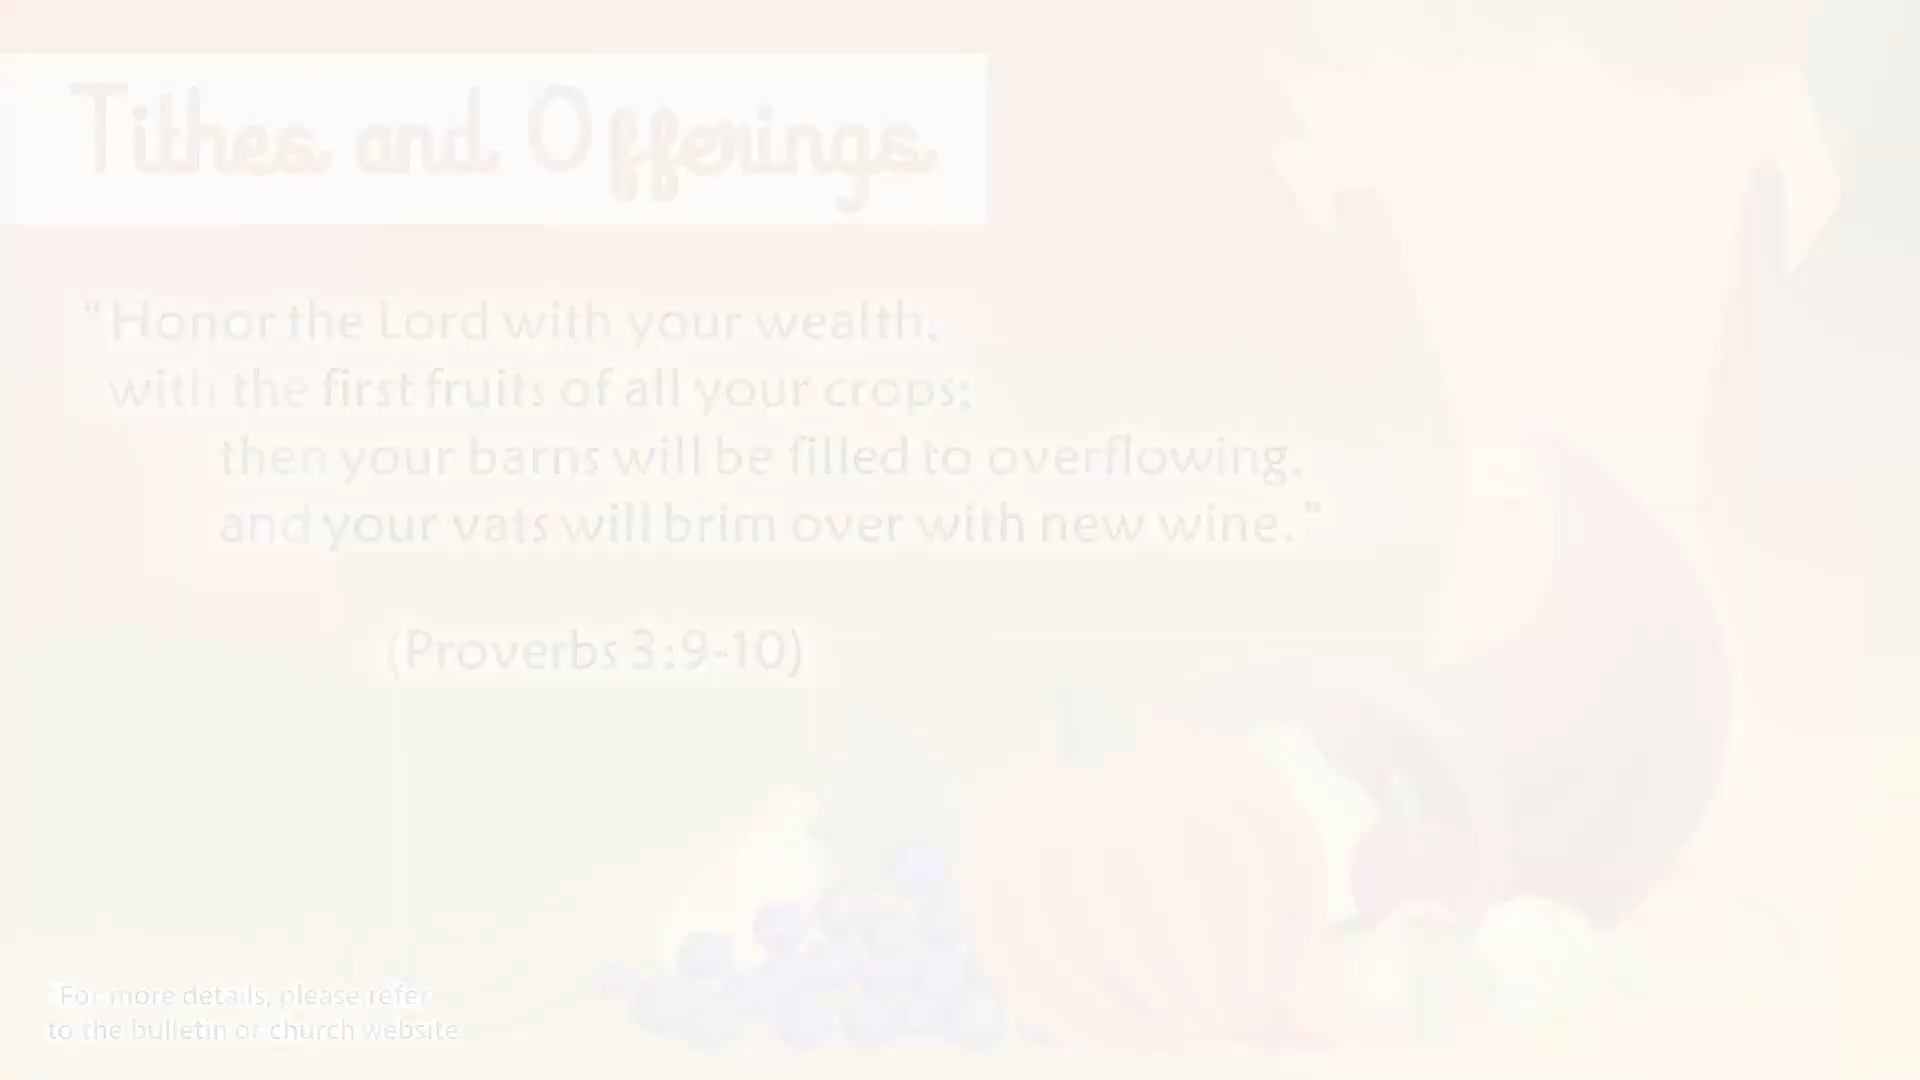 Tithes and Offerings
“Honor the Lord with your wealth,
with the first fruits of all your crops;
then your barns will be filled to overflowing,
and your vats will brim over with new wine.”
(Proverbs 3:9-10)
*For more details, please refer
to the bulletin or church website